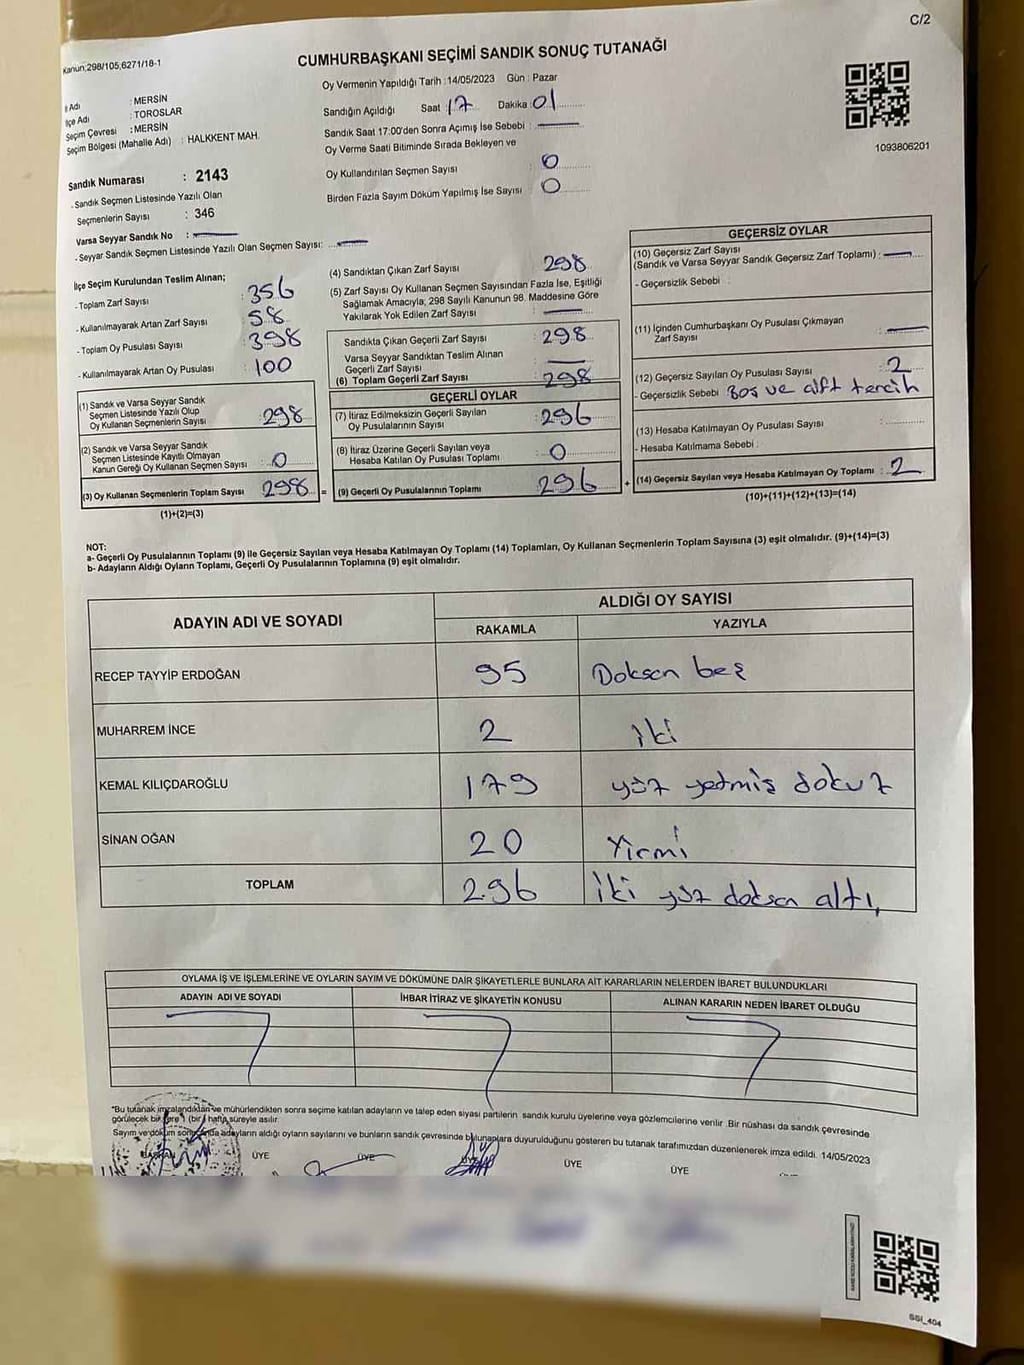 C/2
Kanun;298/105,6271/18-1
CUMHURBAŞKANI SEÇİMİ SANDIK SONUÇ TUTANAĞI
İl Adı : MERSİN
İlçe Adı : TOROSLAR
Seçim Çevresi : MERSİN
Seçim Bölgesi (Mahalle Adı) : HALKKENT MAH.
Oy Vermenin Yapıldığı Tarih : 14/05/2023 Gün : Pazar
Sandığın Açıldığı Saat : 17 Dakika : 01
Sandık Saat 17:00'den Sonra Açımış İse Sebebi :
Oy Verme Saati Bitiminde Sırada Bekleyen ve
Oy Kullandırılan Seçmen Sayısı : 0
Birden Fazla Sayım Döküm Yapılmış İse Sayısı : 0
1093806201
Sandık Numarası : 2143
- Sandık Seçmen Listesinde Yazılı Olan
Seçmenlerin Sayısı : 346
Varsa Seyyar Sandık No :
- Seyyar Sandık Seçmen Listesinde Yazılı Olan Seçmen Sayısı:
İlçe Seçim Kurulundan Teslim Alınan;
- Toplam Zarf Sayısı : 356
- Kullanılmayarak Artan Zarf Sayısı : 58
- Toplam Oy Pusulası Sayısı : 398
- Kullanılmayarak Artan Oy Pusulası : 100
(1) Sandık ve Varsa Seyyar Sandık
Seçmen Listesinde Yazılı Olup
Oy Kullanan Seçmenlerin Sayısı : 298
(2) Sandık ve Varsa Seyyar Sandık
Seçmen Listesinde Kayıtlı Olmayan
Kanun Gereği Oy Kullanan Seçmen Sayısı : 0
(3) Oy Kullanan Seçmenlerin Toplam Sayısı : 298 =
(1)+(2)=(3)
(4) Sandıktan Çıkan Zarf Sayısı : 298
(5) Zarf Sayısı Oy Kullanan Seçmen Sayısından Fazla İse, Eşitliği
Sağlamak Amacıyla; 298 Sayılı Kanunun 98. Maddesine Göre
Yakılarak Yok Edilen Zarf Sayısı :
Sandıkta Çıkan Geçerli Zarf Sayısı : 298
Varsa Seyyar Sandıktan Teslim Alınan
Geçerli Zarf Sayısı :
(6) Toplam Geçerli Zarf Sayısı : 298
GEÇERLİ OYLAR
(7) İtiraz Edilmeksizin Geçerli Sayılan
Oy Pusulalarının Sayısı : 296
(8) İtiraz Üzerine Geçerli Sayılan veya
Hesaba Katılan Oy Pusulası Toplamı : 0
(9) Geçerli Oy Pusulalarının Toplamı : 296 +
GEÇERSİZ OYLAR
(10) Geçersiz Zarf Sayısı
(Sandık ve Varsa Seyyar Sandık Geçersiz Zarf Toplamı) :
- Geçersizlik Sebebi :
(11) İçinden Cumhurbaşkanı Oy Pusulası Çıkmayan
Zarf Sayısı :
(12) Geçersiz Sayılan Oy Pusulası Sayısı : 2
- Geçersizlik Sebebi : Boş ve çift tercih
(13) Hesaba Katılmayan Oy Pusulası Sayısı :
- Hesaba Katılmama Sebebi :
(14) Geçersiz Sayılan veya Hesaba Katılmayan Oy Toplamı : 2
(10)+(11)+(12)+(13)=(14)
NOT:
a- Geçerli Oy Pusulalarının Toplamı (9) ile Geçersiz Sayılan veya Hesaba Katılmayan Oy Toplamı (14) Toplamları, Oy Kullanan Seçmenlerin Toplam Sayısına (3) eşit olmalıdır. (9)+(14)=(3)
b- Adayların Aldığı Oyların Toplamı, Geçerli Oy Pusulalarının Toplamına (9) eşit olmalıdır.
ADAYIN ADI VE SOYADI ALDIĞI OY SAYISI
RAKAMLA YAZIYLA
RECEP TAYYİP ERDOĞAN 95 Doksan beş
MUHARREM İNCE 2 iki
KEMAL KILIÇDAROĞLU 179 yüz yetmiş dokuz
SİNAN OĞAN 20 Yirmi
TOPLAM 296 İki yüz doksan altı,
OYLAMA İŞ VE İŞLEMLERİNE VE OYLARIN SAYIM VE DÖKÜMÜNE DAİR ŞİKAYETLERLE BUNLARA AİT KARARLARIN NELERDEN İBARET BULUNDUKLARI
ADAYIN ADI VE SOYADI İHBAR İTİRAZ VE ŞİKAYETİN KONUSU ALINAN KARARIN NEDEN İBARET OLDUĞU
"Bu tutanak imzalandıktan ve mühürlendikten sonra seçime katılan adayların ve talep eden siyasi partilerin sandık kurulu üyelerine veya gözlemcilerine verilir. Bir nüshası da sandık çevresinde
görülecek bir yere 1 (bir) hafta süreyle asılır.
Sayım ve döküm sonunda adayların aldığı oyların sayılarını ve bunların sandık çevresinde bulunanlara duyurulduğunu gösteren bu tutanak tarafımızdan düzenlenerek imza edildi. 14/05/2023
BAŞKAN ÜYE ÜYE ÜYE ÜYE ÜYE
SSI_404